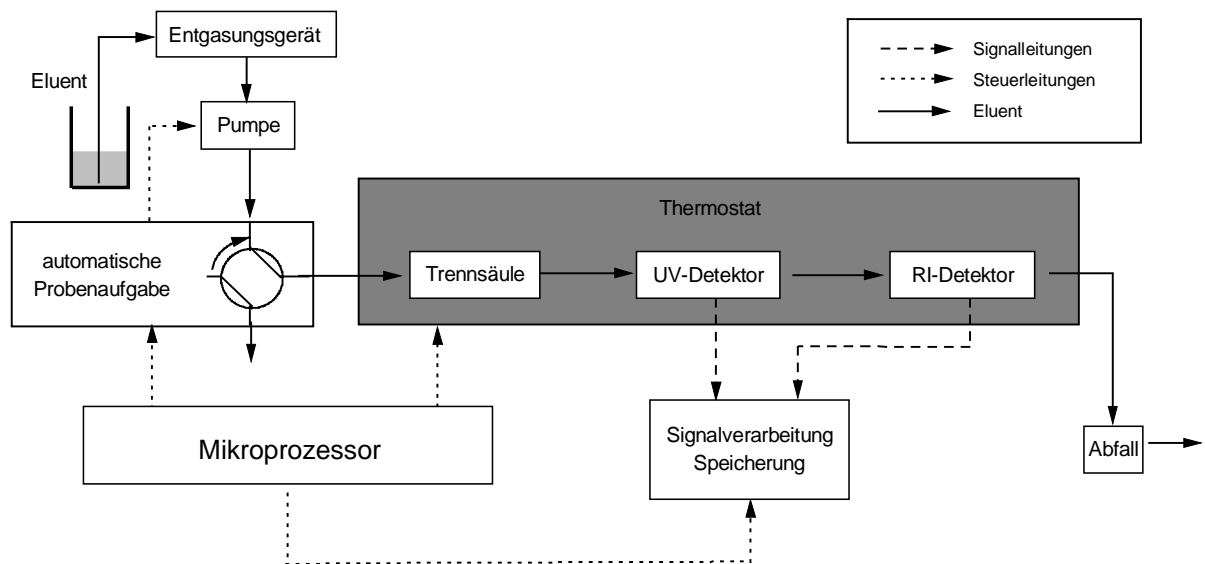 Entgasungsgerät
Eluent
Pumpe
Signalleitungen
Steuerleitungen
Eluent
Thermostat
automatische
Probenaufgabe
Trennsäule
UV-Detektor
RI-Detektor
Mikroprozessor
Signalverarbeitung
Speicherung
Abfall